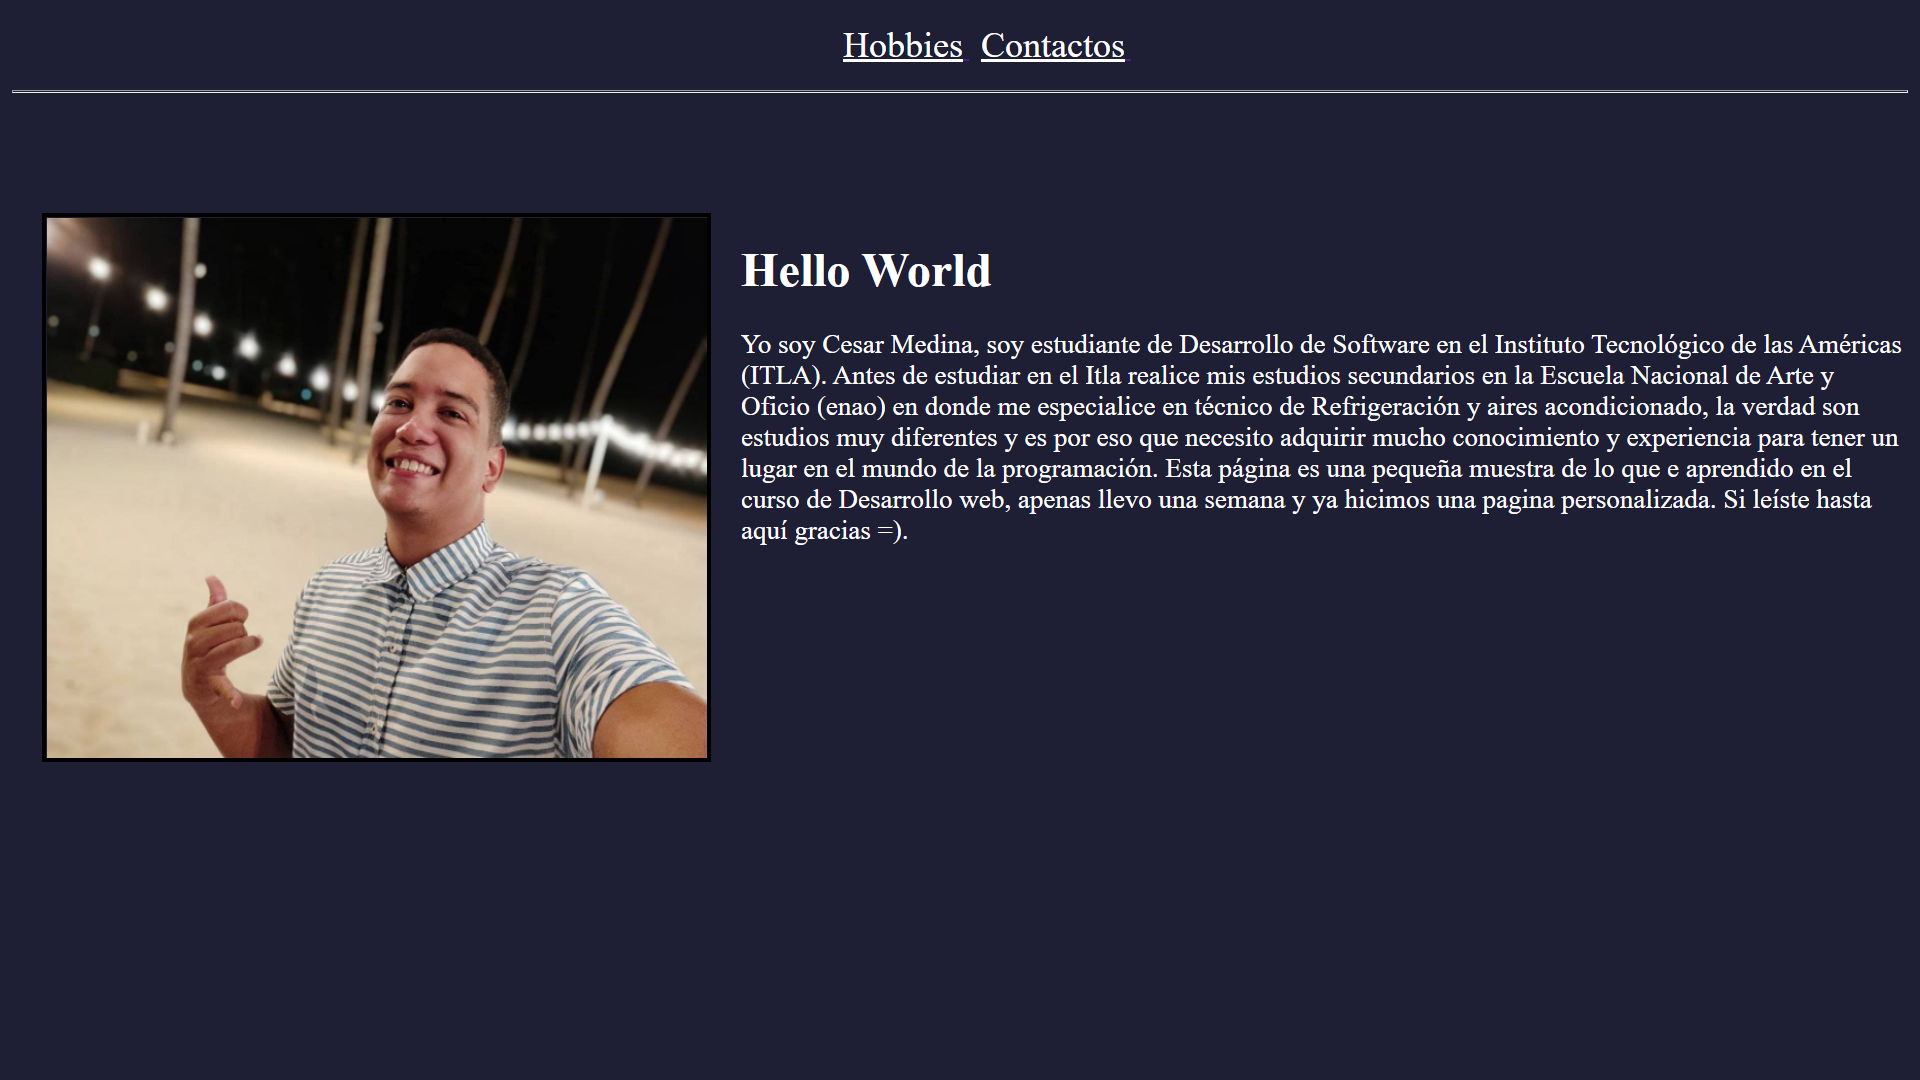 Hobbies Contactos
Hello World
Yo soy Cesar Medina, soy estudiante de Desarrollo de Software en el Instituto Tecnológico de las Américas
(ITLA). Antes de estudiar en el Itla realice mis estudios secundarios en la Escuela Nacional de Arte y
Oficio (enao) en donde me especialice en técnico de Refrigeración y aires acondicionado, la verdad son
estudios muy diferentes y es por eso que necesito adquirir mucho conocimiento y experiencia para tener un
lugar en el mundo de la programación. Esta página es una pequeña muestra de lo que e aprendido en el
curso de Desarrollo web, apenas llevo una semana y ya hicimos una pagina personalizada. Si leíste hasta
aquí gracias =).